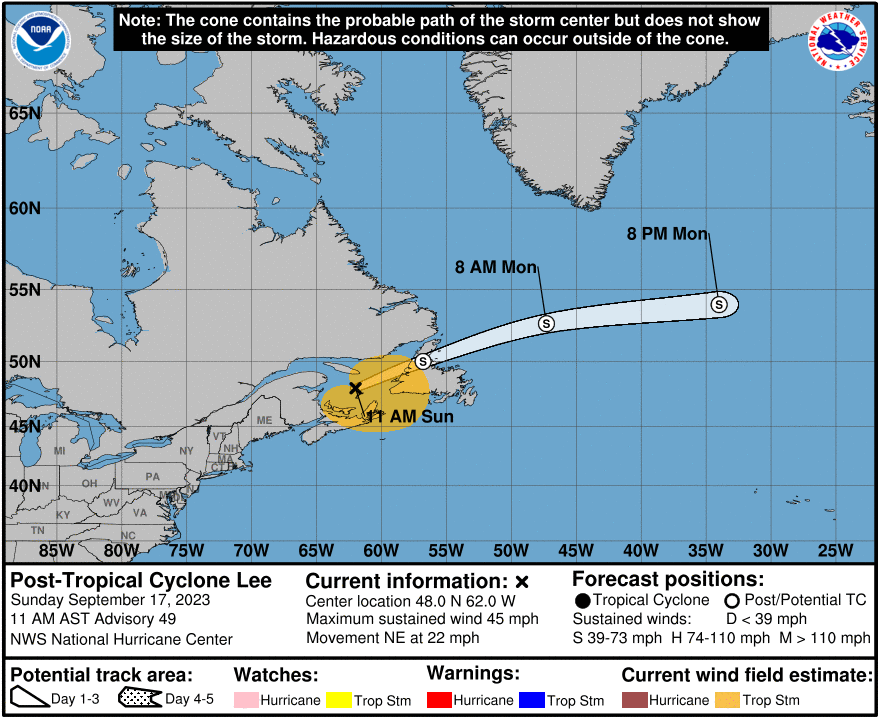 Note: The cone contains the probable path of the storm center but does not show
the size of the storm. Hazardous conditions can occur outside of the cone.
NOAA
NATIONAL WEATHER SERVICE
65N
60N
8 PM Mon
8 AM Mon
55N
S
S
50N
S
11 AM Sun
45N
ME
VT
NH
MI
NY
MA
CT
40N
OH
PA
WV
KY
VA
TN
NC
85W 80W 75W 70W 65W 60W 55W 50W 45W 40W 35W 30W 25W
Post-Tropical Cyclone Lee
Sunday September 17, 2023
11 AM AST Advisory 49
NWS National Hurricane Center
Current information: x
Center location 48.0 N 62.0 W
Maximum sustained wind 45 mph
Movement NE at 22 mph
Forecast positions:
Tropical Cyclone Post/Potential TC
Sustained winds: D < 39 mph
S 39-73 mph H 74-110 mph M > 110 mph
Potential track area:
Day 1-3 Day 4-5
Watches:
Hurricane Trop Stm
Warnings:
Hurricane Trop Stm
Current wind field estimate:
Hurricane Trop Stm